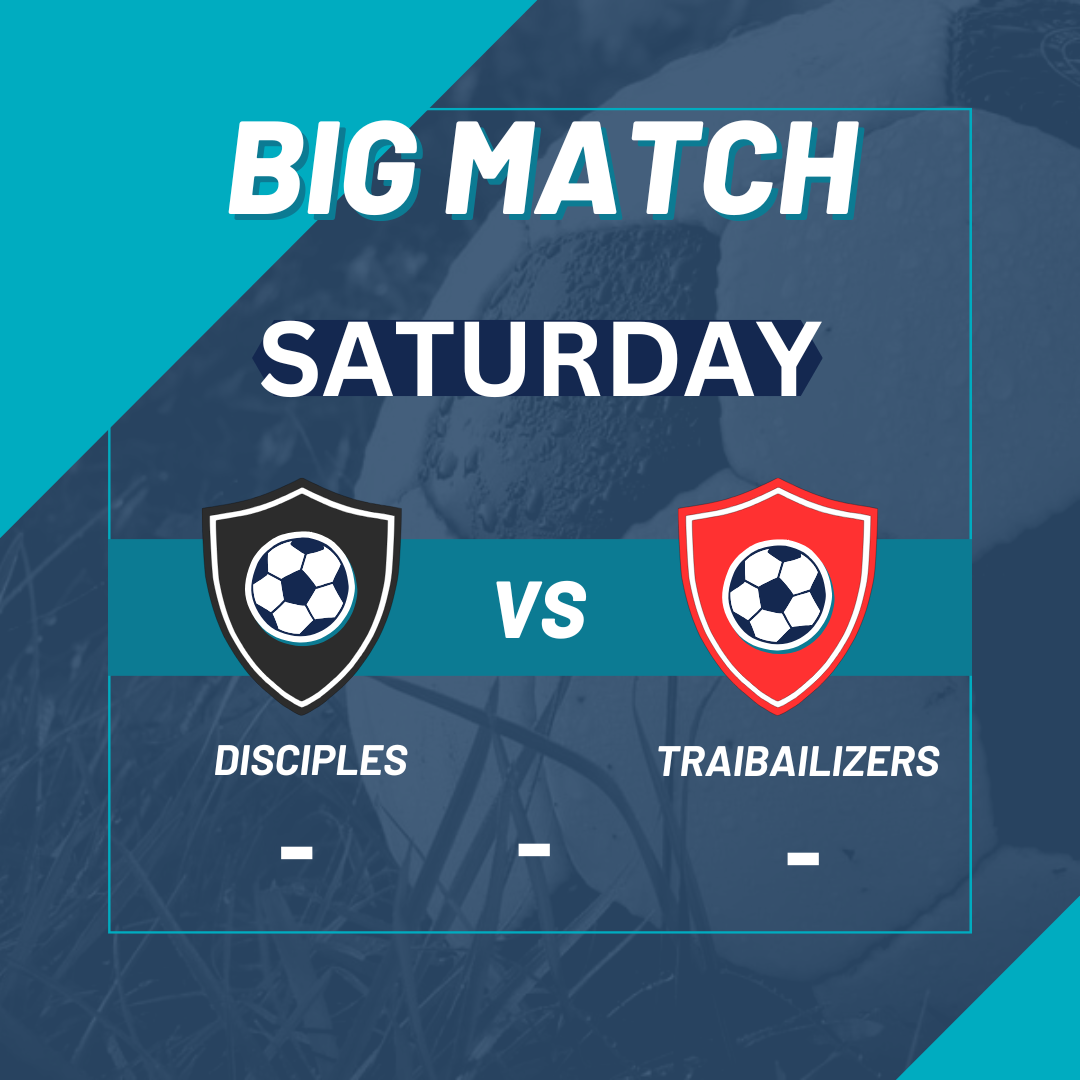 BIG MATCH
SATURDAY
VS
DISCIPLES
TRAIBAILIZERS
- - -